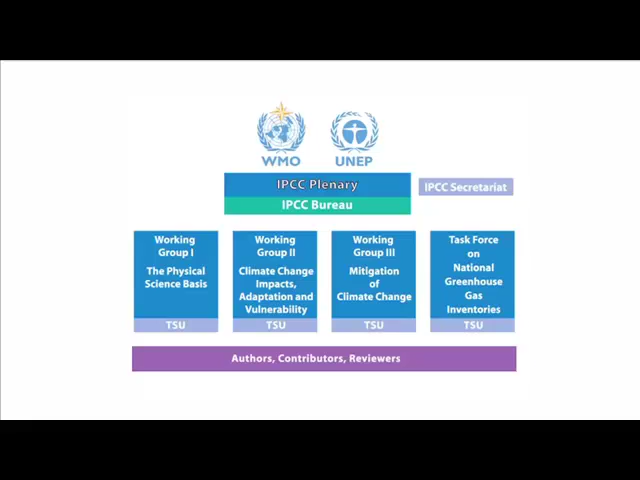 WMO
UNEP
IPCC Plenary
IPCC Secretariat
IPCC Bureau
Working
Group I
The Physical
Science Basis
TSU
Working
Group II
Climate Change
Impacts,
Adaptation and
Vulnerability
TSU
Working
Group III
Mitigation
of
Climate Change
TSU
Task Force
on
National
Greenhouse
Gas
Inventories
TSU
Authors, Contributors, Reviewers